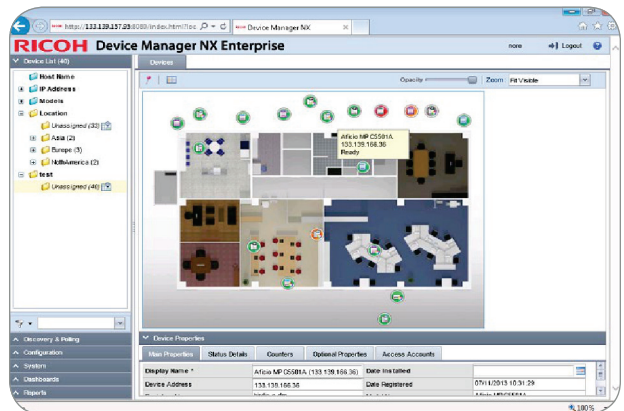 http://133.139.157.93:8080/index.html?loc
Device Manager NX
RICOH Device Manager NX Enterprise
none
Logout
Device List (40)
Devices
Opacity
Zoom
Fit Visible
Host Name
IP Address
Models
Location
Unassigned (33)
Asia (2)
Europe (3)
NothAmerica (2)
test
Unassigned (40)
Aficio MP C5501A
133.139.166.36
Ready
Discovery & Polling
Configuration
System
Dashboards
Reports
Device Properties
Main Properties
Status Details
Counters
Optional Properties
Access Accounts
Display Name *
Aficio MP C5501A (133.139.166.36)
Date Installed
Device Address
133.139.166.36
Date Registered
07/11/2013 10:31:29
100%